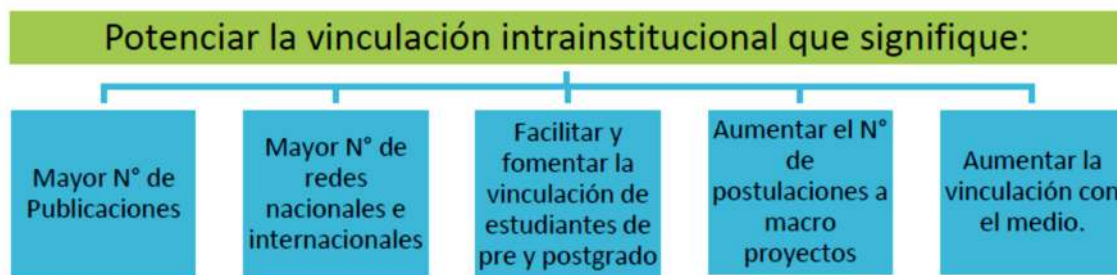 Potenciar la vinculación intrainstitucional que signifique:
Mayor N° de
Publicaciones
Mayor N° de
redes
nacionales e
internacionales
Facilitar y
fomentar la
vinculación de
estudiantes de
pre y postgrado
Aumentar el N°
de
postulaciones a
macro
proyectos
Aumentar la
vinculación con
el medio.